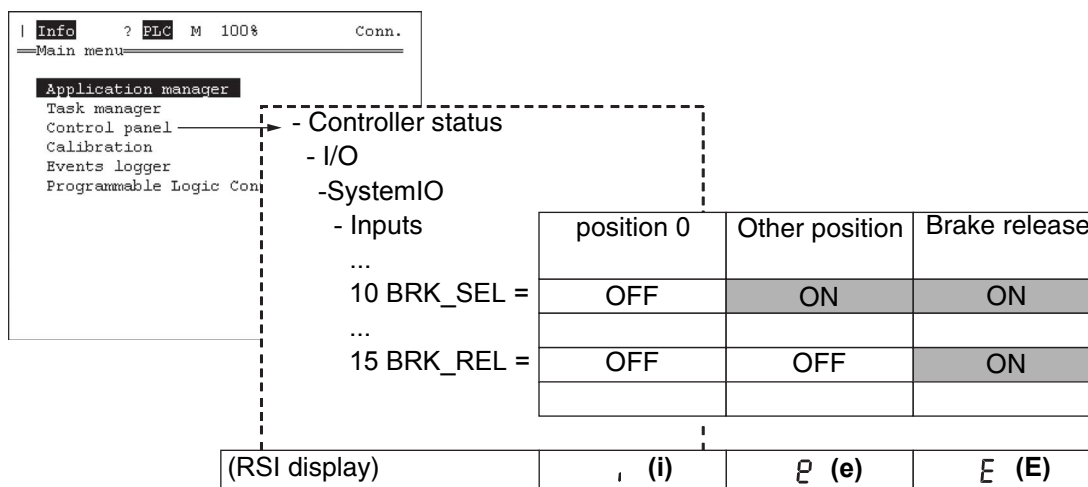 | Info ? PLC M 100% Conn.
Main menu
Application manager
Task manager
Control panel
Calibration
Events logger
Programmable Logic Con
- Controller status
- I/O
-SystemIO
- Inputs
position 0 Other position Brake release
...
10 BRK_SEL = OFF ON ON
...
15 BRK_REL = OFF OFF ON
(RSI display) ı (i) e (e) E (E)